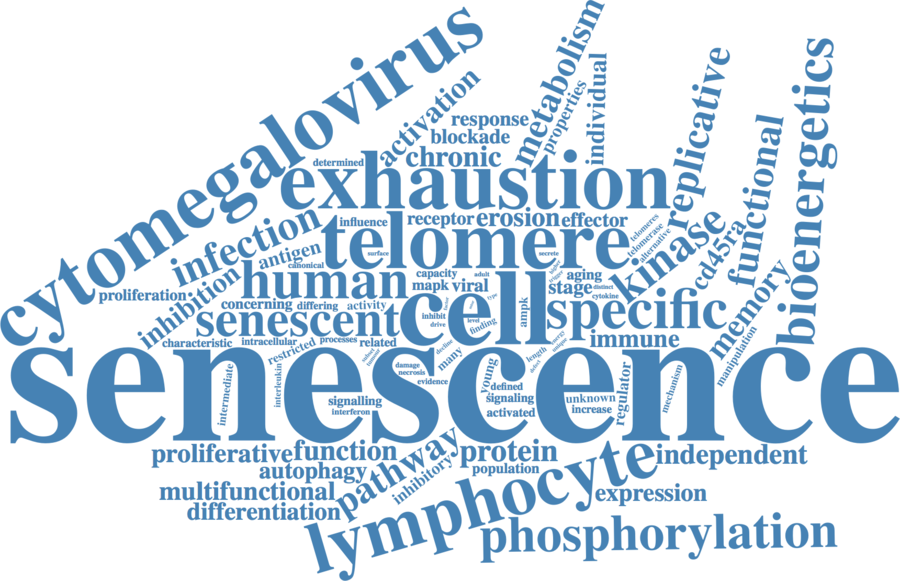 cytomegalovirus
activation
response
blockade
chronic
metabolism
properties
individual
replicative
functional
bioenergetics
determined
exhaustion
infection
influence
receptor
erosion
effector
telomeres
telomerase
alternative
kinase
cd45ra
antigen
canonical
surface
telomere
secrete
inhibition
human
capacity
adult
mapk
viral
aging
stage
distinct
cytokine
memory
proliferation
concerning
differing
activity
senescent
inhibit
drive
cell
level
finding
type
ampk
specific
immune
manipulation
characteristic
intracellular
restricted
processes
related
decline
many
length
energy
unique
senescence
intermediate
interleukin
damage
necrosis
evidence
young
defined
signaling
activated
signalling
interferon
unknown
increase
regulator
mechanism
proliferative
function
autophagy
pathway
inhibitory
protein
population
lymphocyte
independent
multifunctional
differentiation
expression
phosphorylation